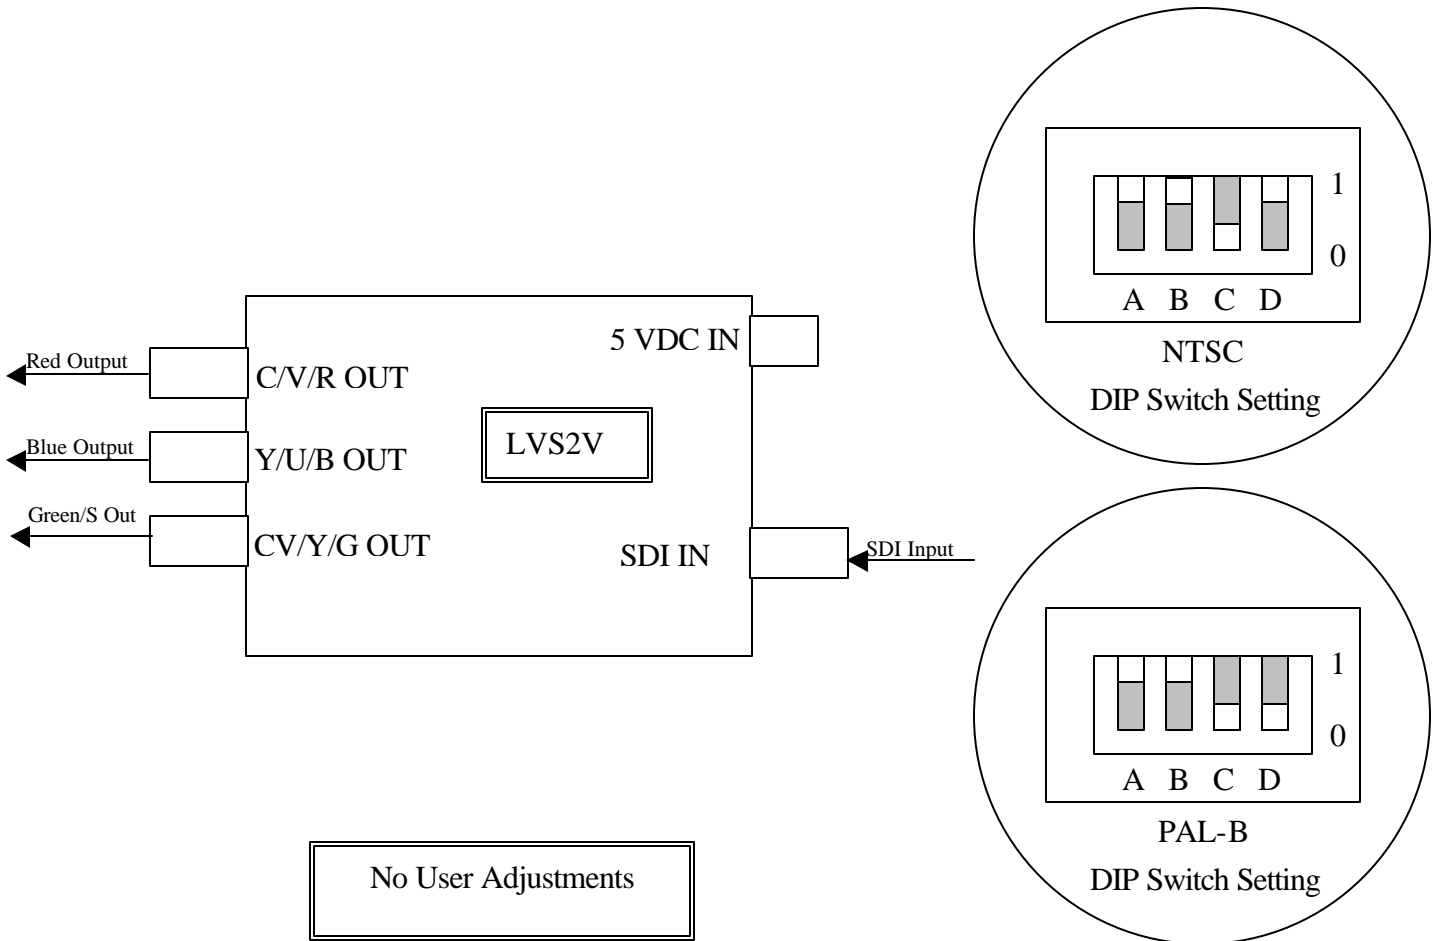 Red Output
C/V/R OUT
Blue Output
Y/U/B OUT
Green/S Out
CV/Y/G OUT
5 VDC IN
LVS2V
SDI IN
SDI Input
No User Adjustments
1
0
A B C D
NTSC
DIP Switch Setting
1
0
A B C D
PAL-B
DIP Switch Setting